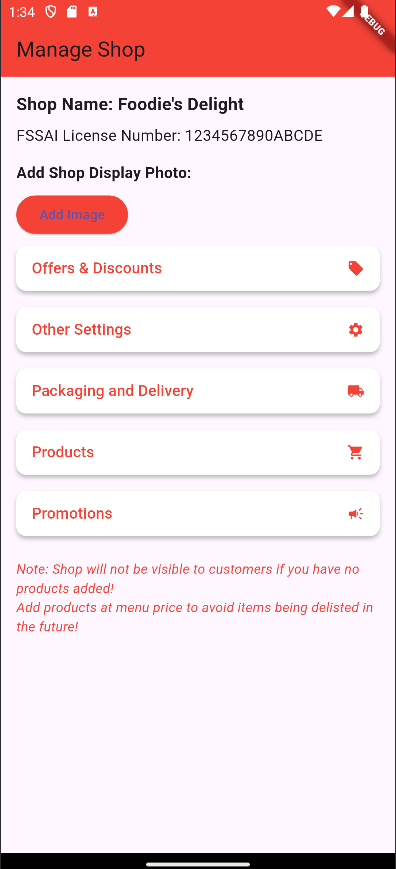 1:34
A
DEBUG
Manage Shop
Shop Name: Foodie's Delight
FSSAI License Number: 1234567890ABCDE
Add Shop Display Photo:
Add Image
Offers & Discounts
Other Settings
Packaging and Delivery
Products
Promotions
Note: Shop will not be visible to customers if you have no
products added!
Add products at menu price to avoid items being delisted in
the future!